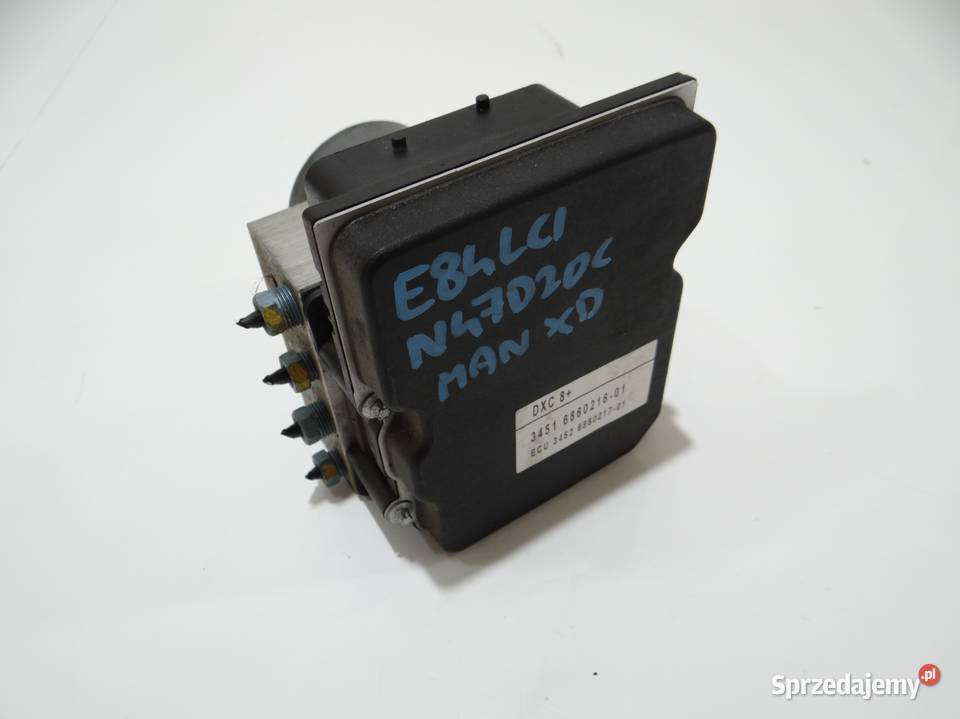 E84LCI
N47D20C
MAN XD
DXC 8+
3451 6860216-01
ECU 3452 6860217-01
Sprzedajemy.pl